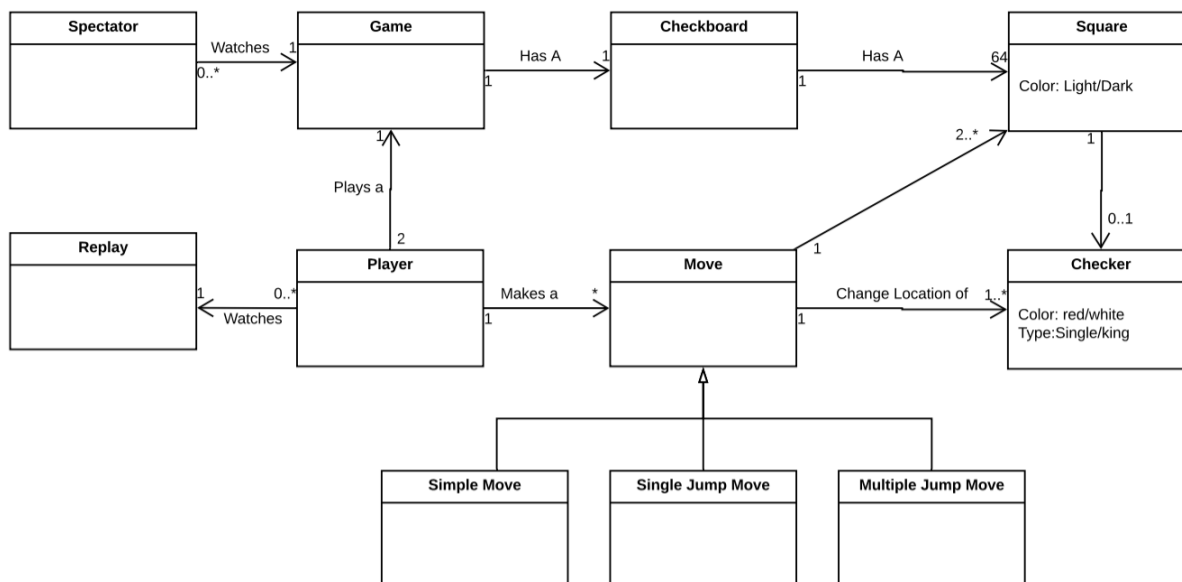 Spectator
Game
Checkboard
Square
Watches
1
0..*
Has A
1
1
Has A
64
1
Color: Light/Dark
1
2..*
1
Plays a
2
0..1
Replay
Player
Move
Checker
1
0..*
Watches
Makes a
*
1
1
Change Location of
1..*
1
Color: red/white
Type:Single/king
Simple Move
Single Jump Move
Multiple Jump Move